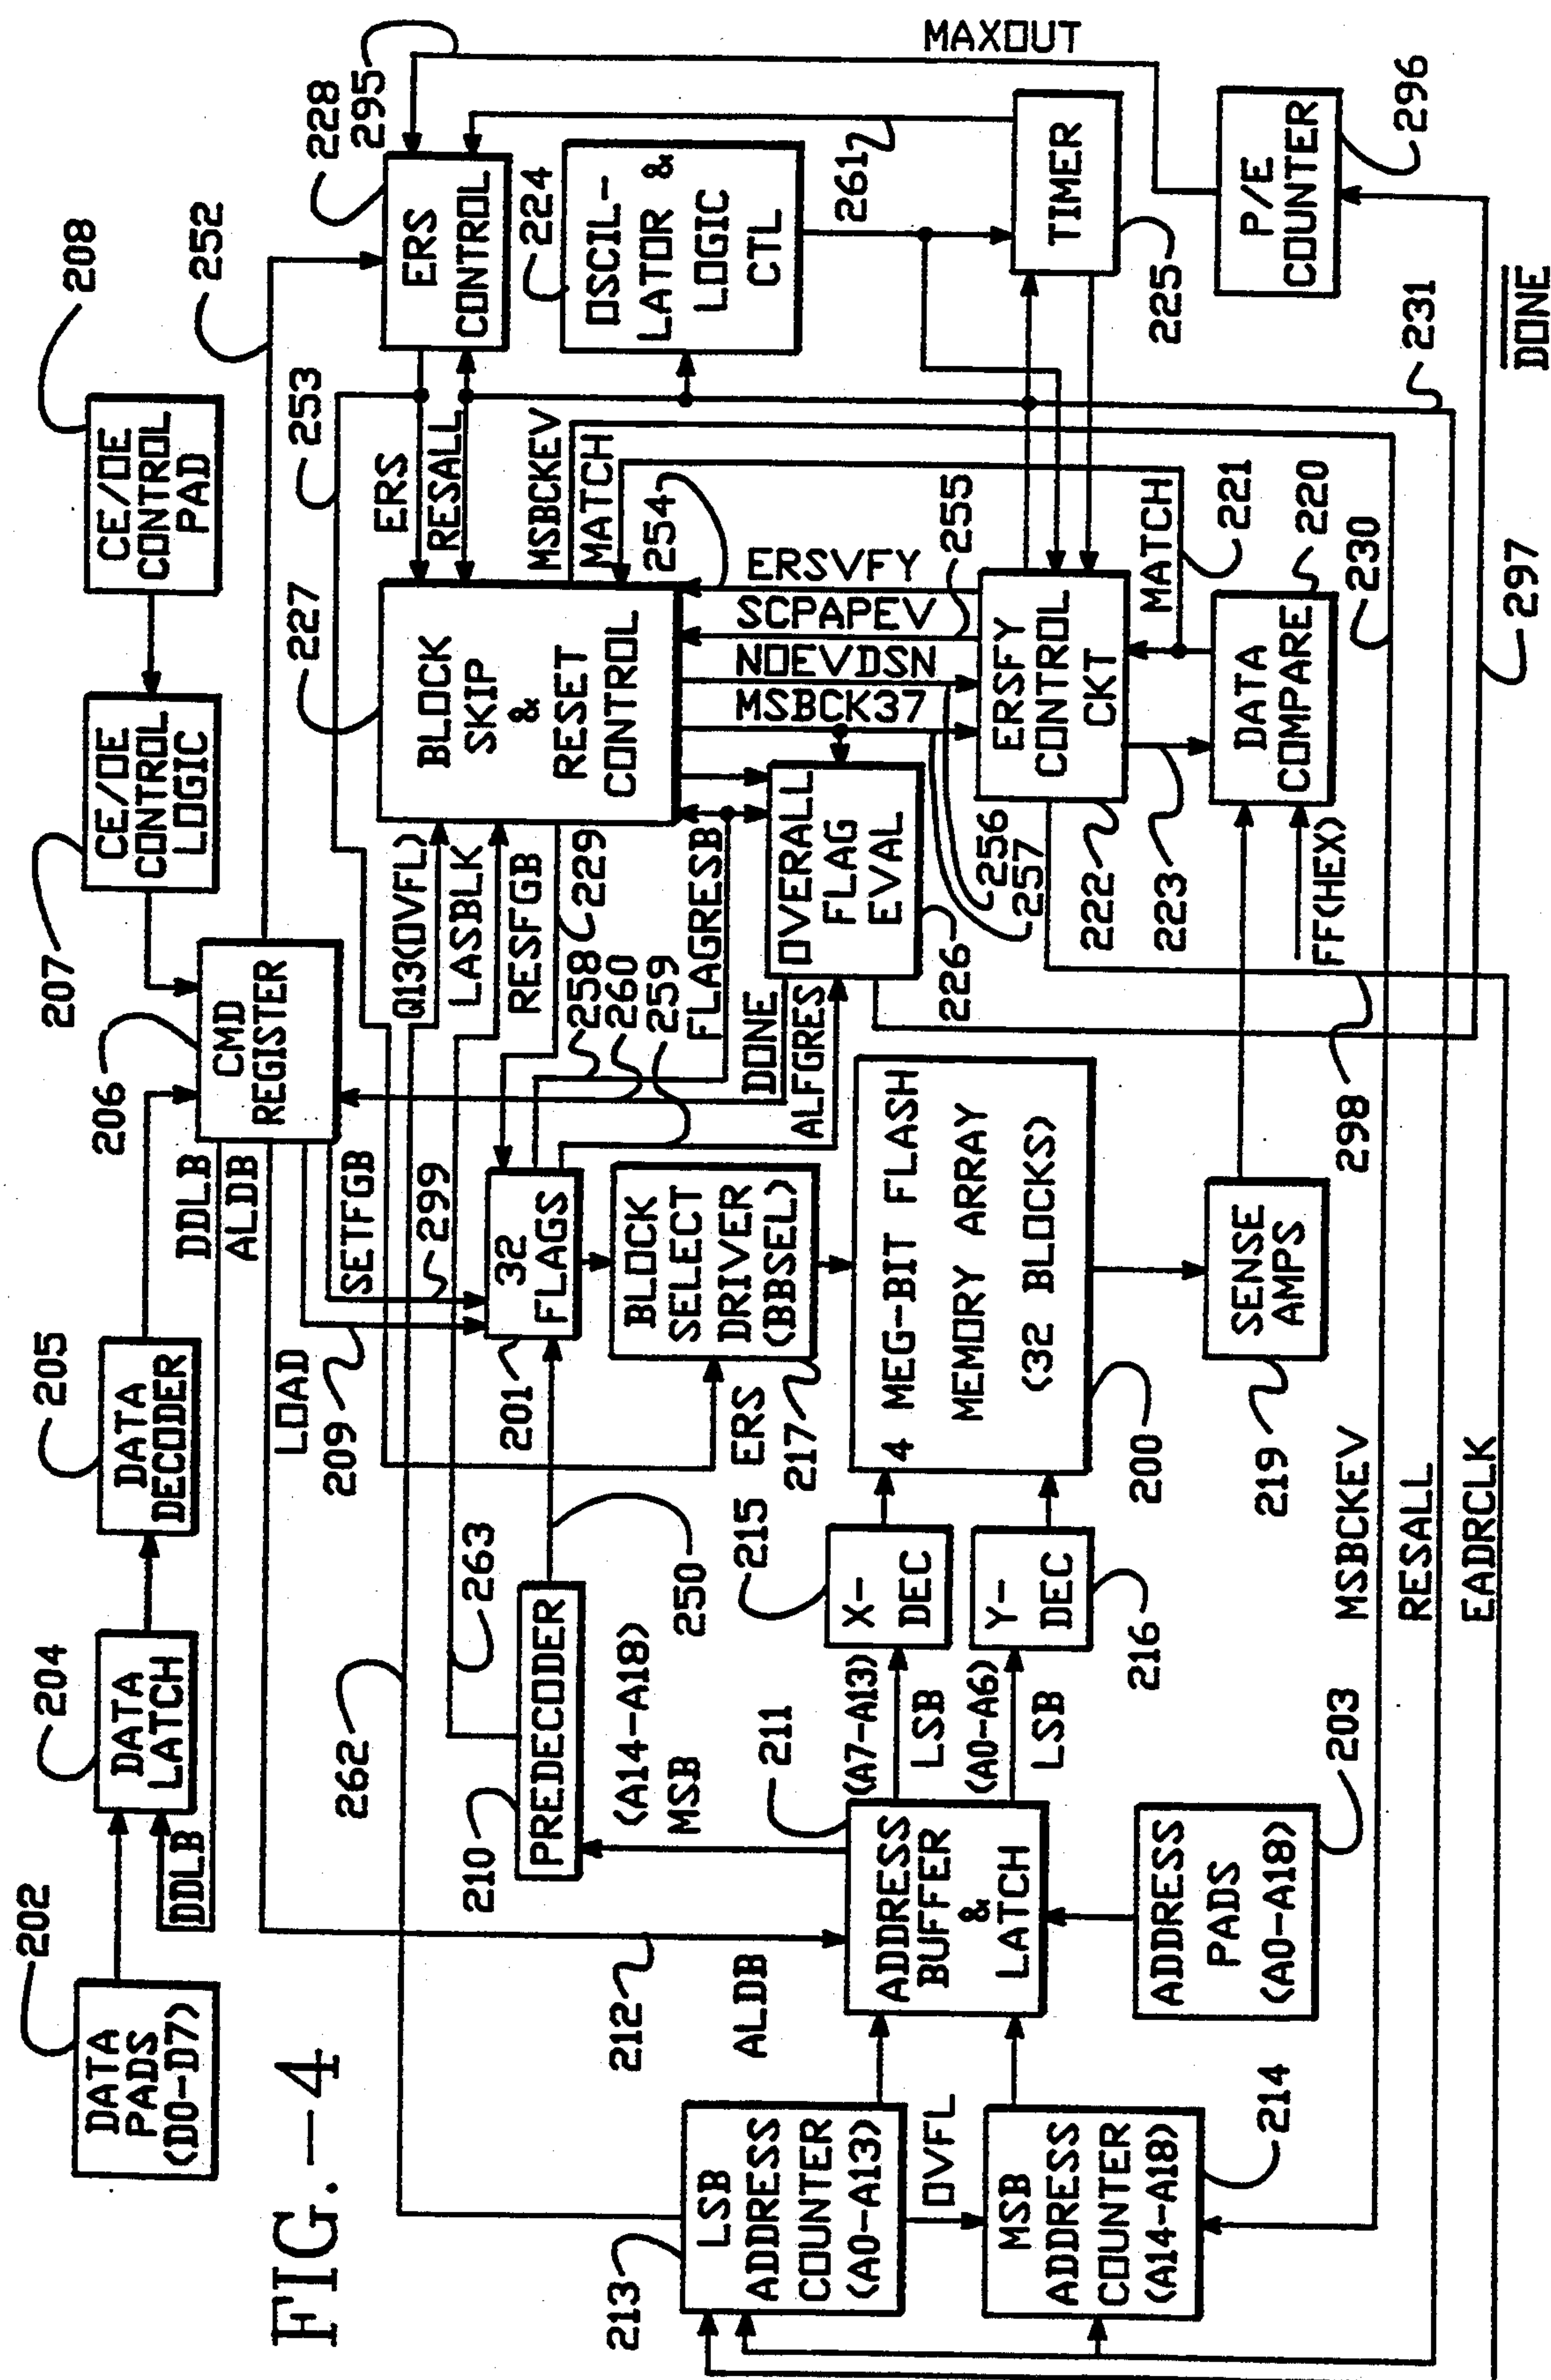 FIG.-4
202
DATA
PADS
(D0-D7)
204
DATA
LATCH
DDLB
205
DATA
DECODER
206
CMD
REGISTER
207
CE/OE
CONTROL
LOGIC
208
CE/OE
CONTROL
PAD
252
253
228
295
MAXOUT
DDLB
ALDB
LOAD
209
SETFGB
299
262
263
Q13(OVFL)
LASBLK
RESFGB
229
258
260
259
FLAGRESB
DONE
ALFGRES
227
BLOCK
SKIP
&
RESET
CONTROL
ERS
RESALL
MSBCKEV
MATCH
254
ERS
CONTROL
224
OSCIL-
LATOR &
LOGIC
CTL
261
TIMER
225
P/E
COUNTER
296
ERSVFY
SCPAPEV
NOEVDSN
MSBCK37
255
256
257
OVERALL
FLAG
EVAL
226
ERSFY
CONTROL
CKT
222
223
MATCH
221
DATA
COMPARE
220
FF(HEX)
230
231
297
DONE
298
210
PREDECODER
250
(A14-A18)
MSB
201
32
FLAGS
BLOCK
SELECT
DRIVER
(BBSEL)
ERS
217
212
ALDB
211
ADDRESS
BUFFER
&
LATCH
(A7-A13)
LSB
(A0-A6)
LSB
215
X-
DEC
Y-
DEC
216
4 MEG-BIT FLASH
MEMORY ARRAY
(32 BLOCKS)
200
SENSE
AMPS
219
213
LSB
ADDRESS
COUNTER
(A0-A13)
OVFL
MSB
ADDRESS
COUNTER
(A14-A18)
214
ADDRESS
PADS
(A0-A18)
203
MSBCKEV
RESALL
EADRCLK